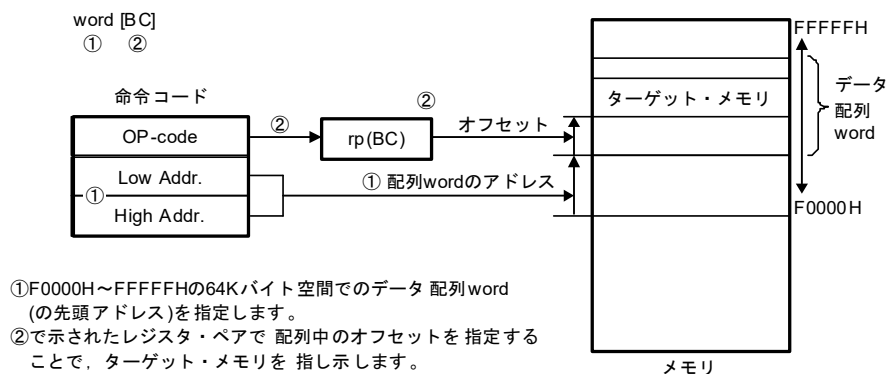 word [BC]
① ②
命令コード
OP-code
Low Addr.
①
High Addr.
②
rp(BC)
②
オフセット
① 配列wordのアドレス
ターゲット・メモリ
FFFFFH
データ
配列
word
F0000H
メモリ
①F0000H～FFFFFHの64Kバイト空間でのデータ配列word
(の先頭アドレス)を指定します。
②で示されたレジスタ・ペアで配列中のオフセットを指定する
ことで，ターゲット・メモリを指し示します。